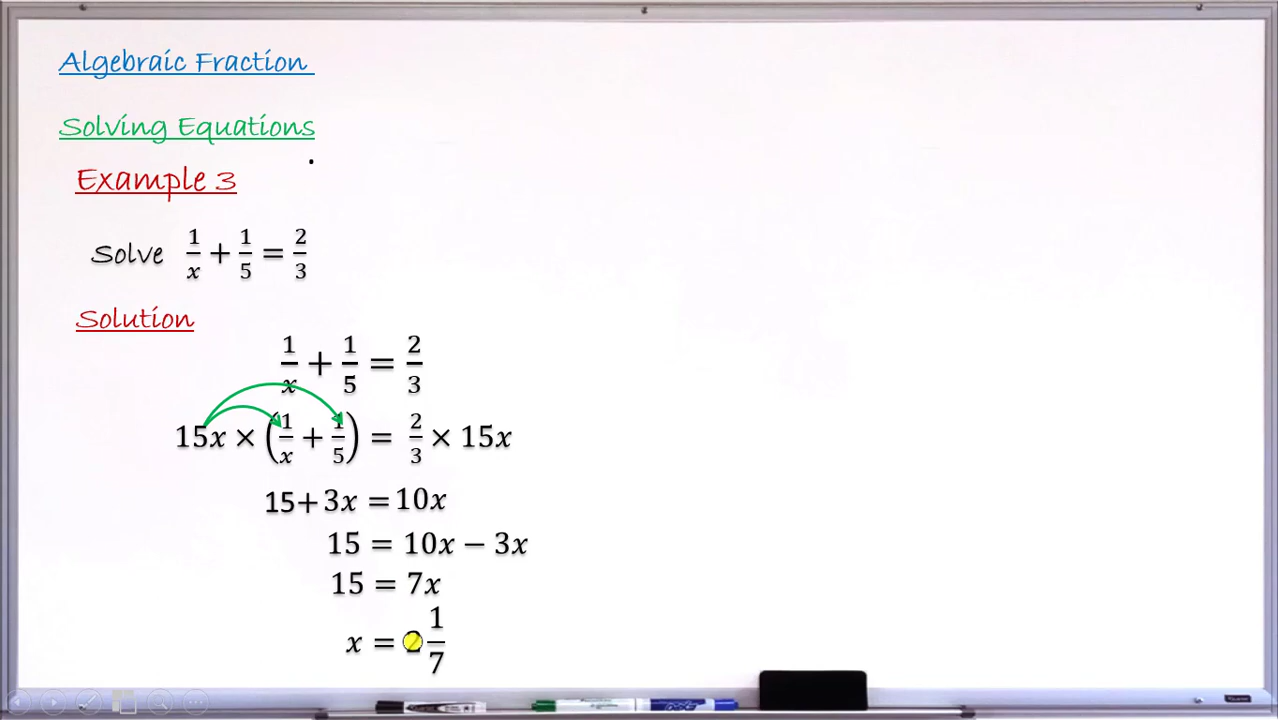 Algebraic Fraction
Solving Equations
Example 3
Solve 1/x + 1/5 = 2/3
Solution
1/x + 1/5 = 2/3
15x × (1/x + 1/5) = 2/3 × 15x
15 + 3x = 10x
15 = 10x − 3x
15 = 7x
x = 2 1/7